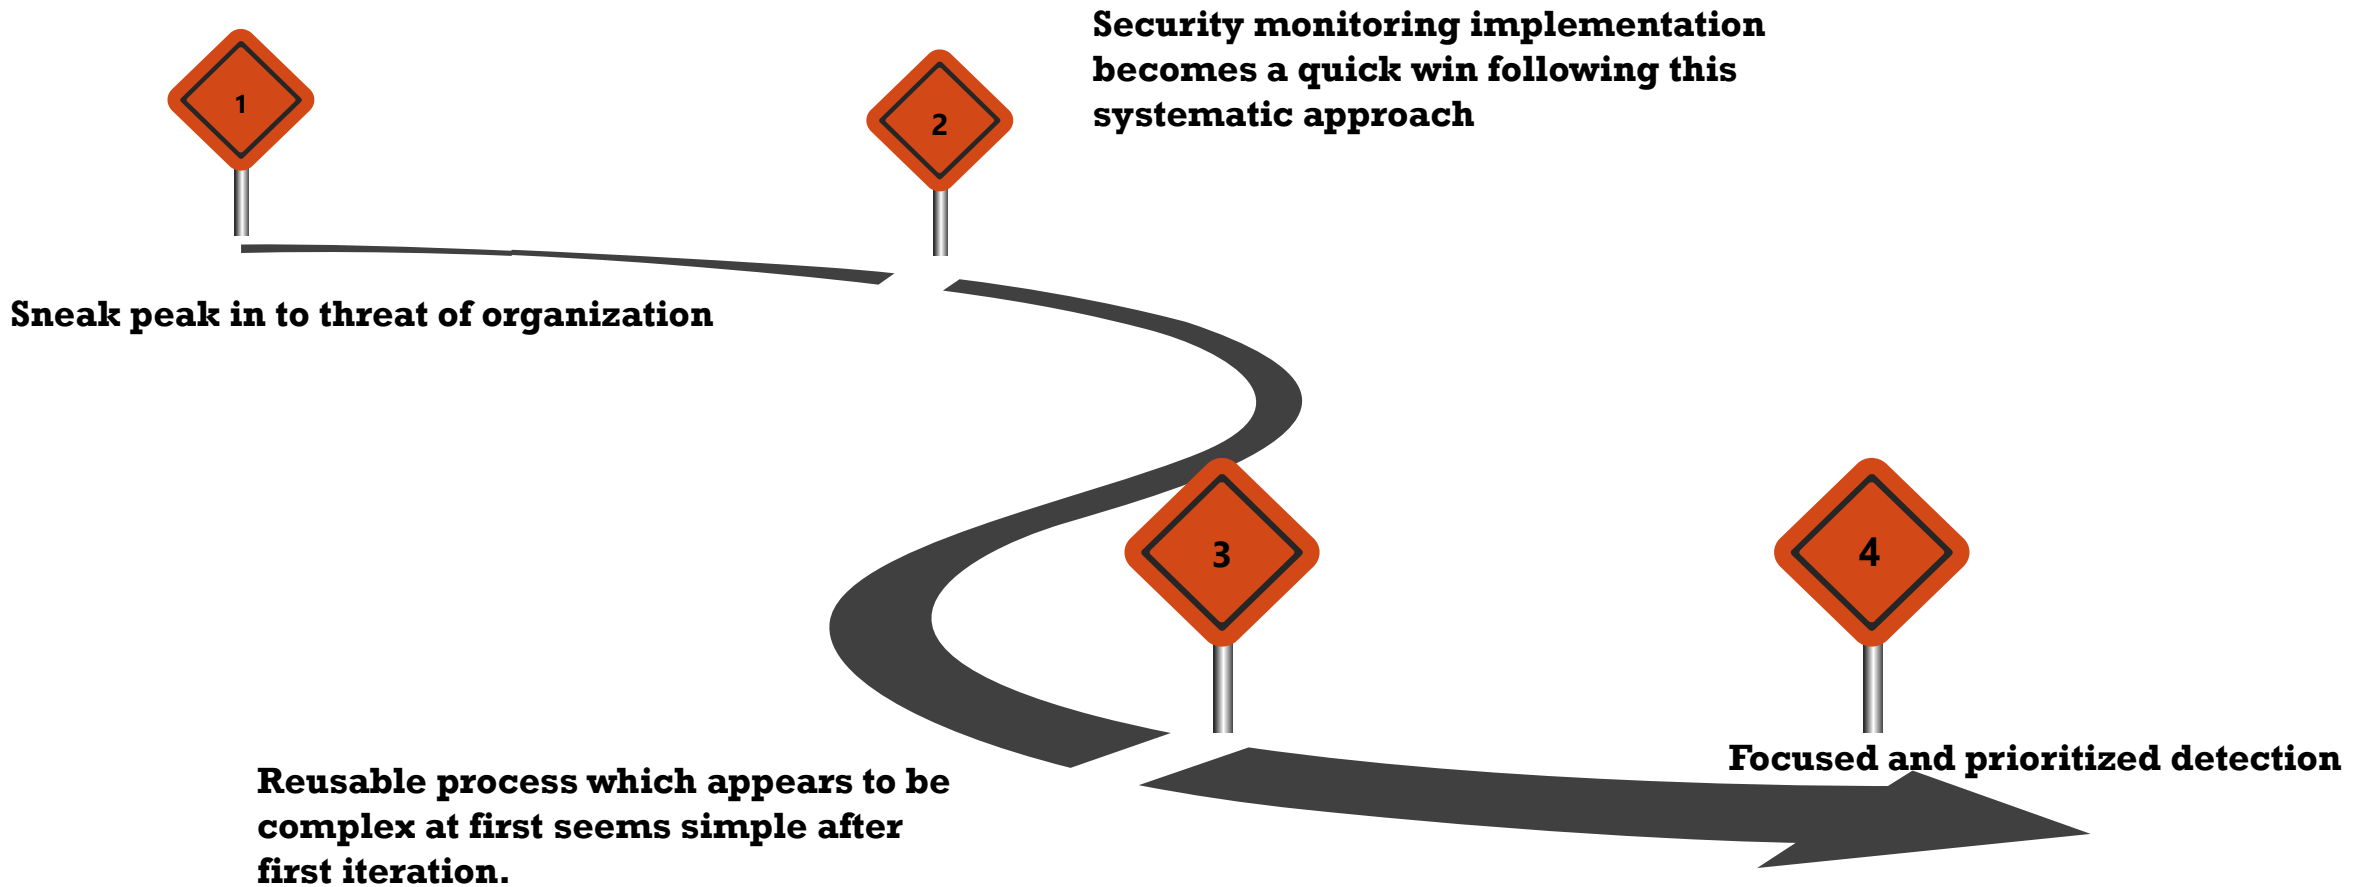 1
Sneak peak in to threat of organization
2
Security monitoring implementation
becomes a quick win following this
systematic approach
3
Reusable process which appears to be
complex at first seems simple after
first iteration.
4
Focused and prioritized detection